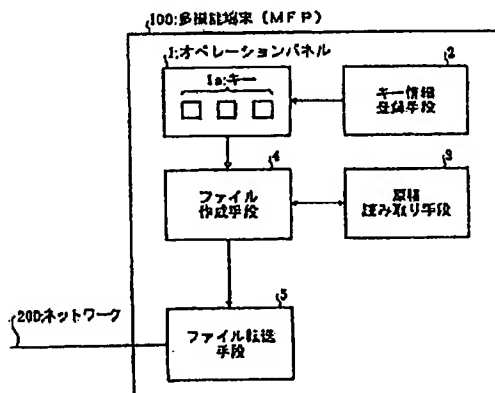 100:多機能端末（MFP）
1:オペレーションパネル
1a:キー
2
キー情報
登録手段
4
ファイル
作成手段
3
原稿
読み取り手段
5
ファイル転送
手段
200:ネットワーク